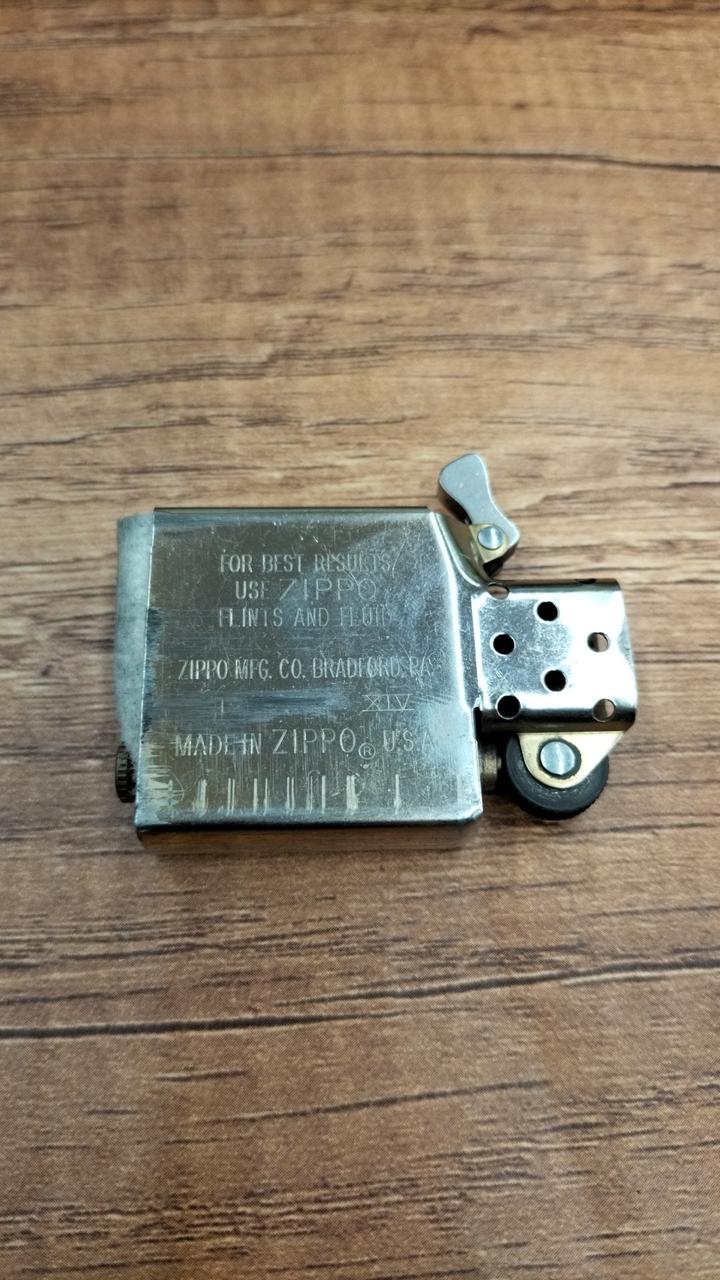 FOR BEST RESULTS
USE ZIPPO
FLINTS AND FLUID
ZIPPO MFG. CO. BRADFORD, PA.
XIV
MADE IN ZIPPO® U.S.A.